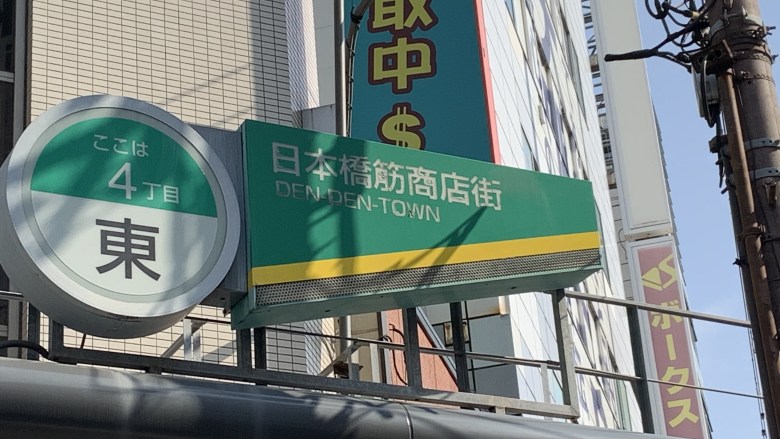 取中
$
ここは
4丁目
東
日本橋筋商店街
DEN-DEN-TOWN
ボークス